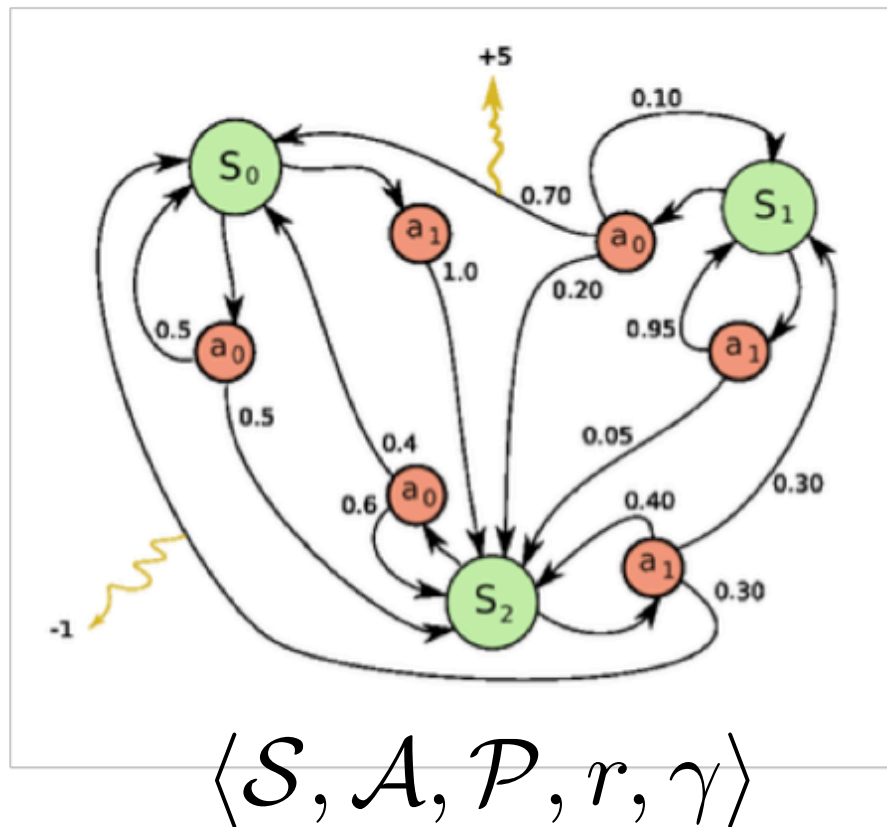 +5
0.10
S₀
0.70
S₁
a₁
a₀
1.0
0.20
0.5
a₀
0.95
a₁
0.5
0.05
0.4
0.6
a₀
0.40
0.30
S₂
a₁
0.30
-1
⟨𝒮, 𝒜, 𝒫, r, γ⟩